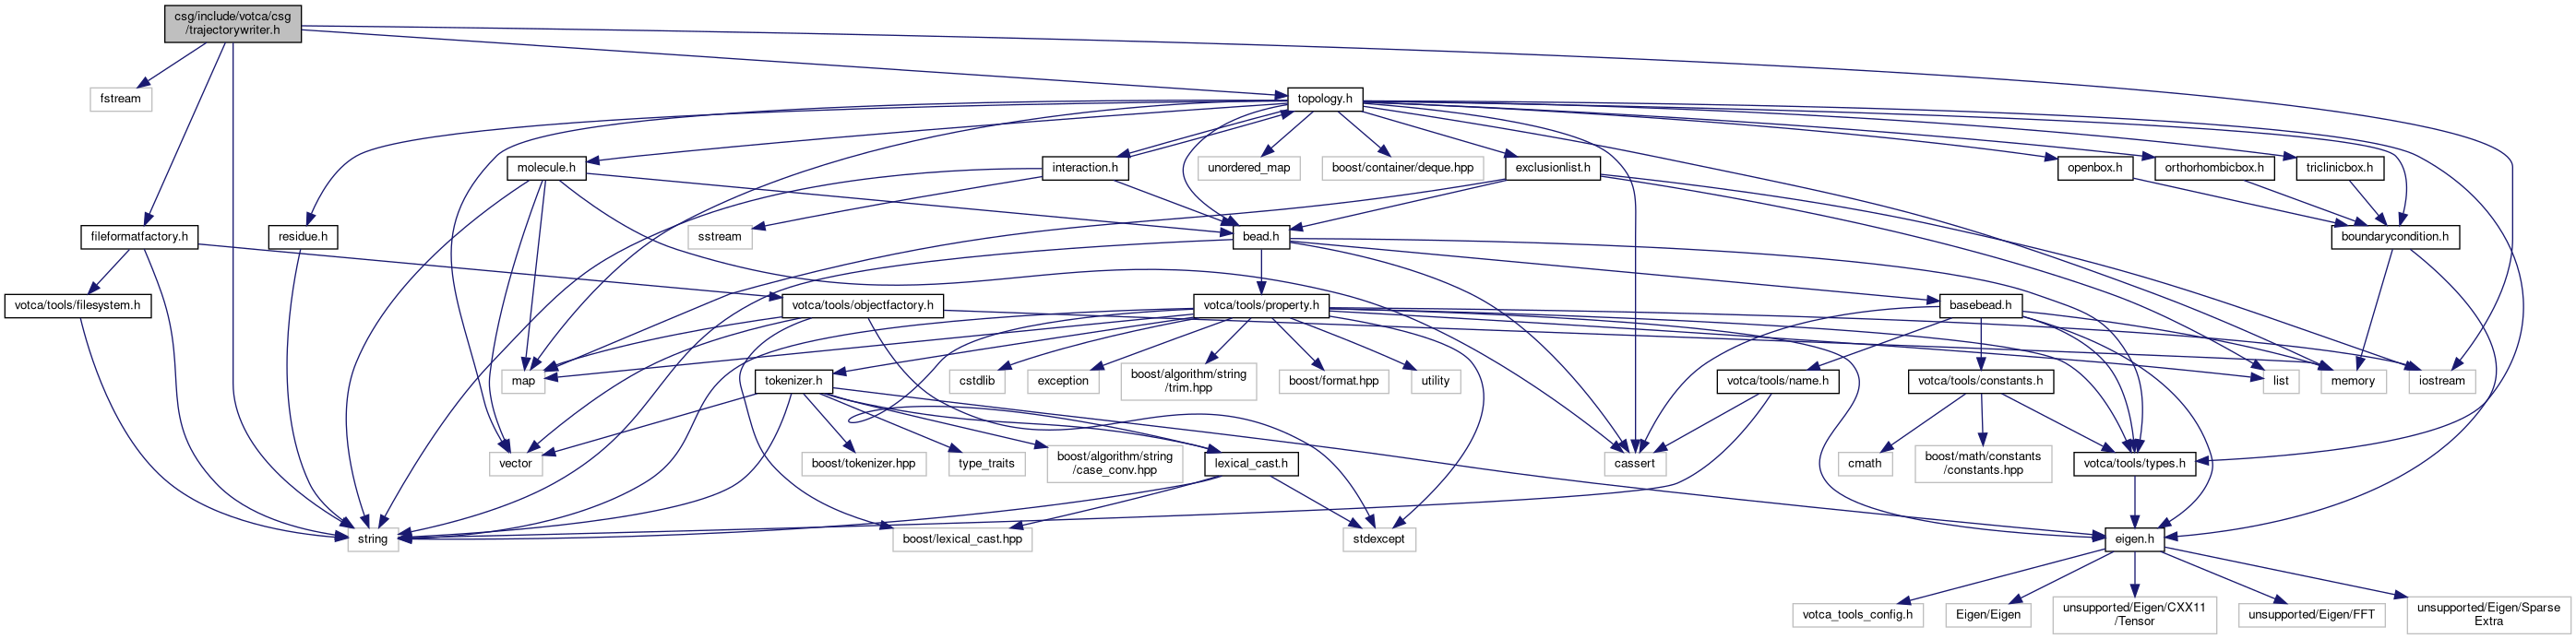 csg/include/votca/csg
/trajectorywriter.h
fstream
topology.h
molecule.h
interaction.h
unordered_map
boost/container/deque.hpp
exclusionlist.h
openbox.h
orthorhombicbox.h
triclinicbox.h
fileformatfactory.h
residue.h
sstream
bead.h
boundarycondition.h
votca/tools/filesystem.h
votca/tools/objectfactory.h
votca/tools/property.h
basebead.h
map
tokenizer.h
cstdlib
exception
boost/algorithm/string
/trim.hpp
boost/format.hpp
utility
votca/tools/name.h
votca/tools/constants.h
list
memory
iostream
vector
boost/tokenizer.hpp
type_traits
boost/algorithm/string
/case_conv.hpp
lexical_cast.h
cassert
cmath
boost/math/constants
/constants.hpp
votca/tools/types.h
string
boost/lexical_cast.hpp
stdexcept
eigen.h
votca_tools_config.h
Eigen/Eigen
unsupported/Eigen/CXX11
/Tensor
unsupported/Eigen/FFT
unsupported/Eigen/Sparse
Extra